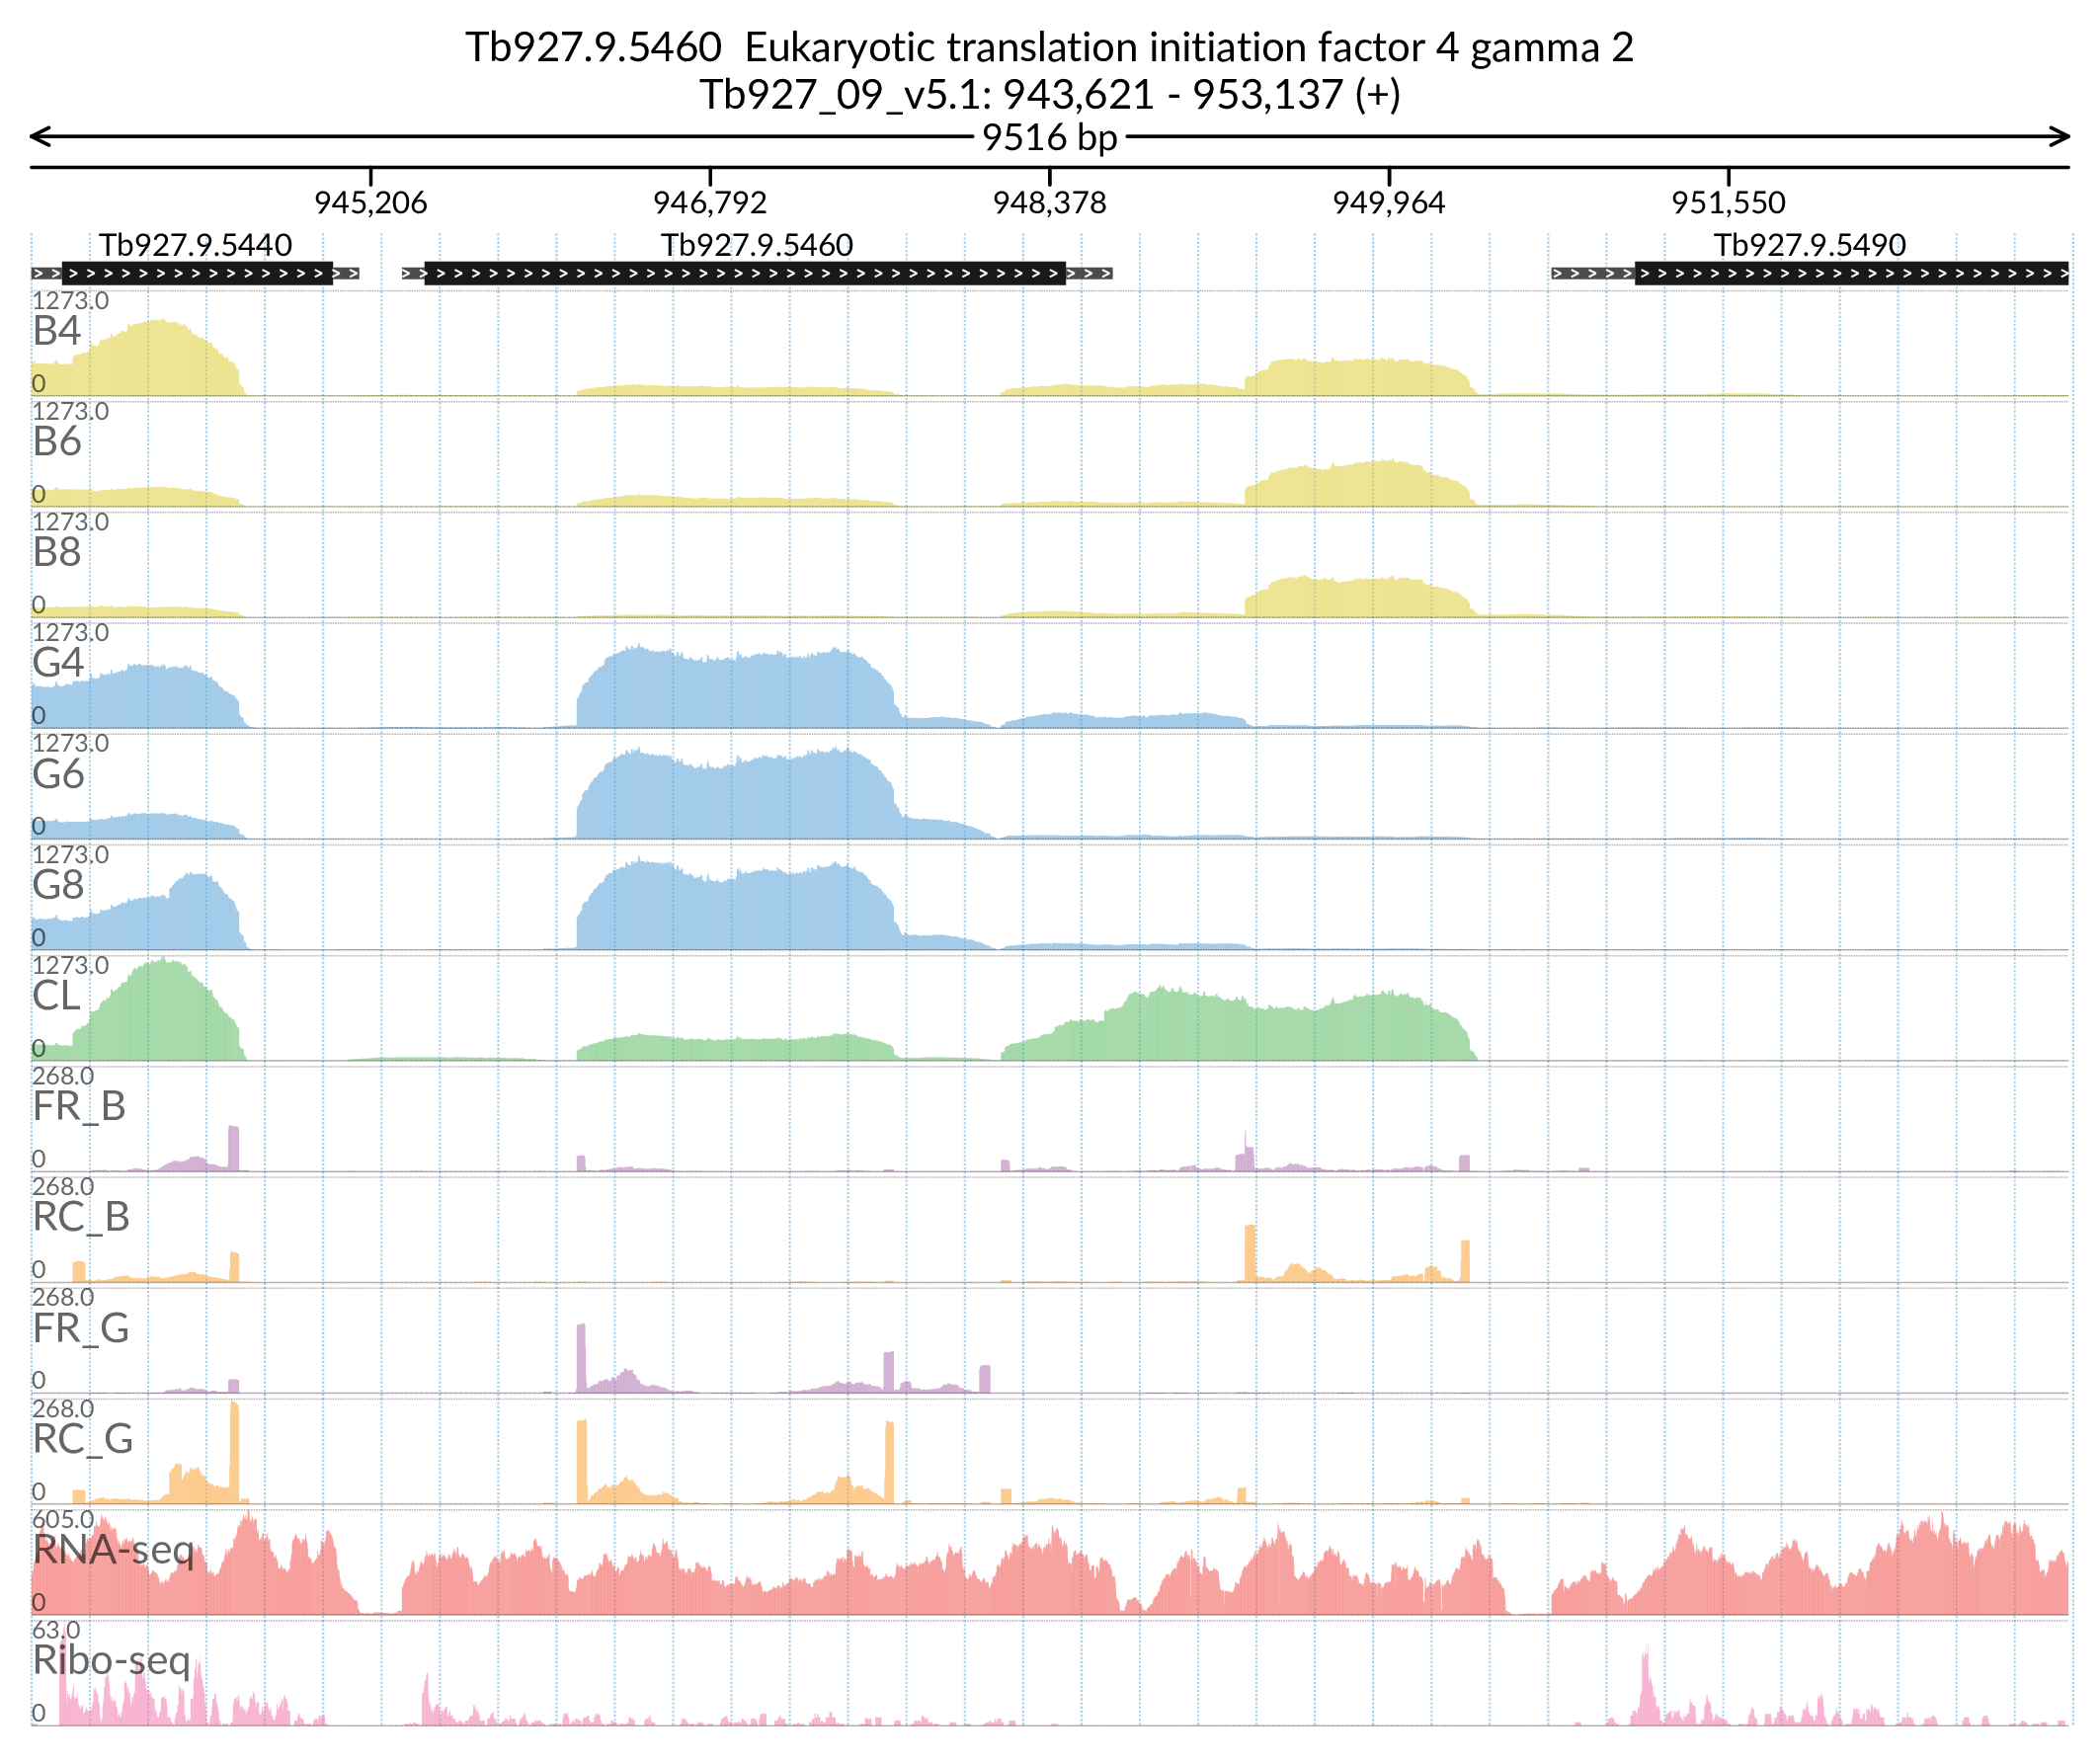 Tb927.9.5460 Eukaryotic translation initiation factor 4 gamma 2
Tb927_09_v5.1: 943,621 - 953,137 (+)
9516 bp
945,206 946,792 948,378 949,964 951,550
Tb927.9.5440 Tb927.9.5460 Tb927.9.5490
1273.0
B4
0
1273.0
B6
0
1273.0
B8
0
1273.0
G4
0
1273.0
G6
0
1273.0
G8
0
1273.0
CL
0
268.0
FR_B
0
268.0
RC_B
0
268.0
FR_G
0
268.0
RC_G
0
605.0
RNA-seq
0
63.0
Ribo-seq
0